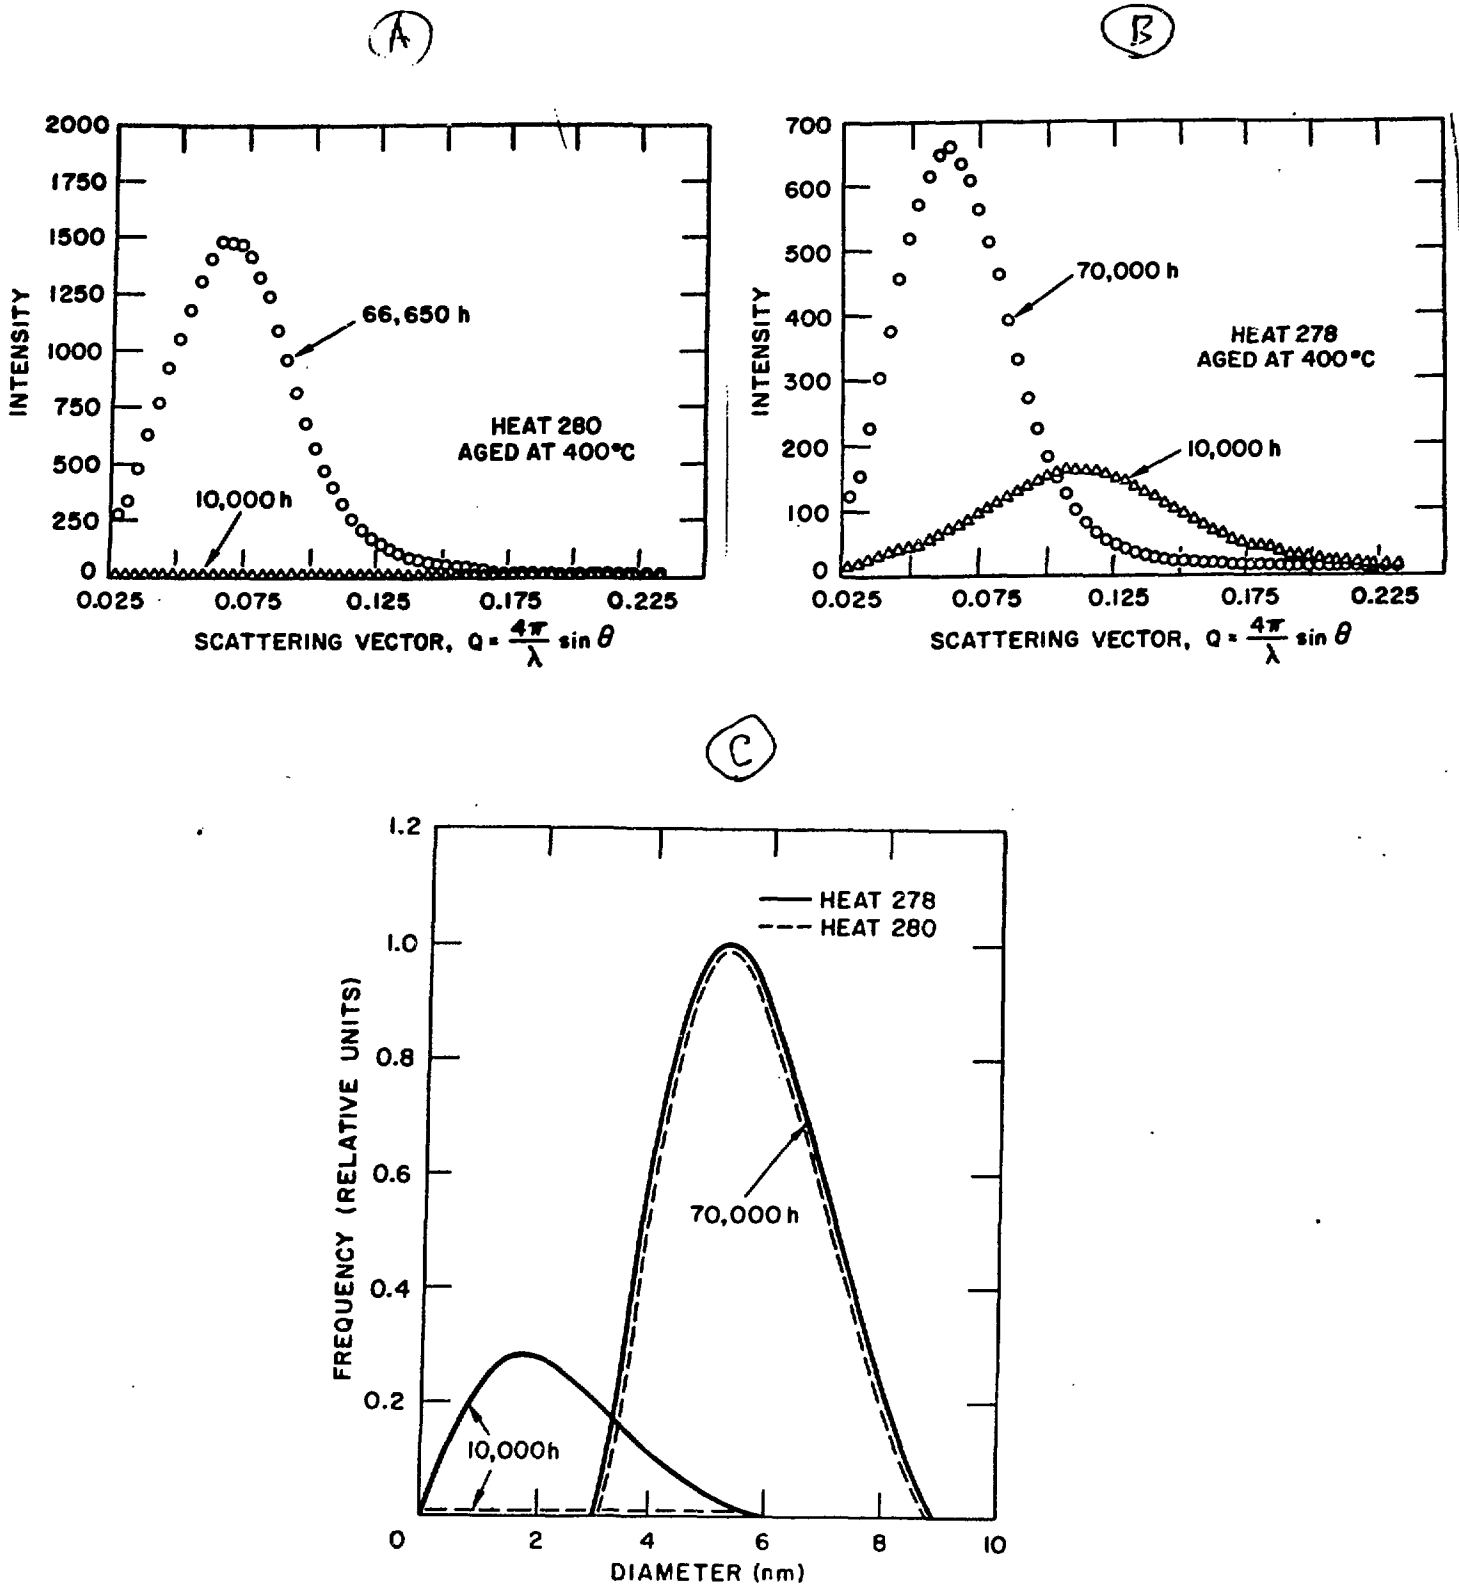 A
2000
1750
1500
1250
1000
750
500
250
0
INTENSITY
66,650 h
HEAT 280
AGED AT 400°C
10,000 h
0.025 0.075 0.125 0.175 0.225
SCATTERING VECTOR, Q = 4π/λ sin θ
B
700
600
500
400
300
200
100
0
INTENSITY
70,000 h
HEAT 278
AGED AT 400°C
10,000 h
0.025 0.075 0.125 0.175 0.225
SCATTERING VECTOR, Q = 4π/λ sin θ
C
1.2
1.0
0.8
0.6
0.4
0.2
0
FREQUENCY (RELATIVE UNITS)
HEAT 278
HEAT 280
70,000 h
10,000h
2 4 6 8 10
DIAMETER (nm)